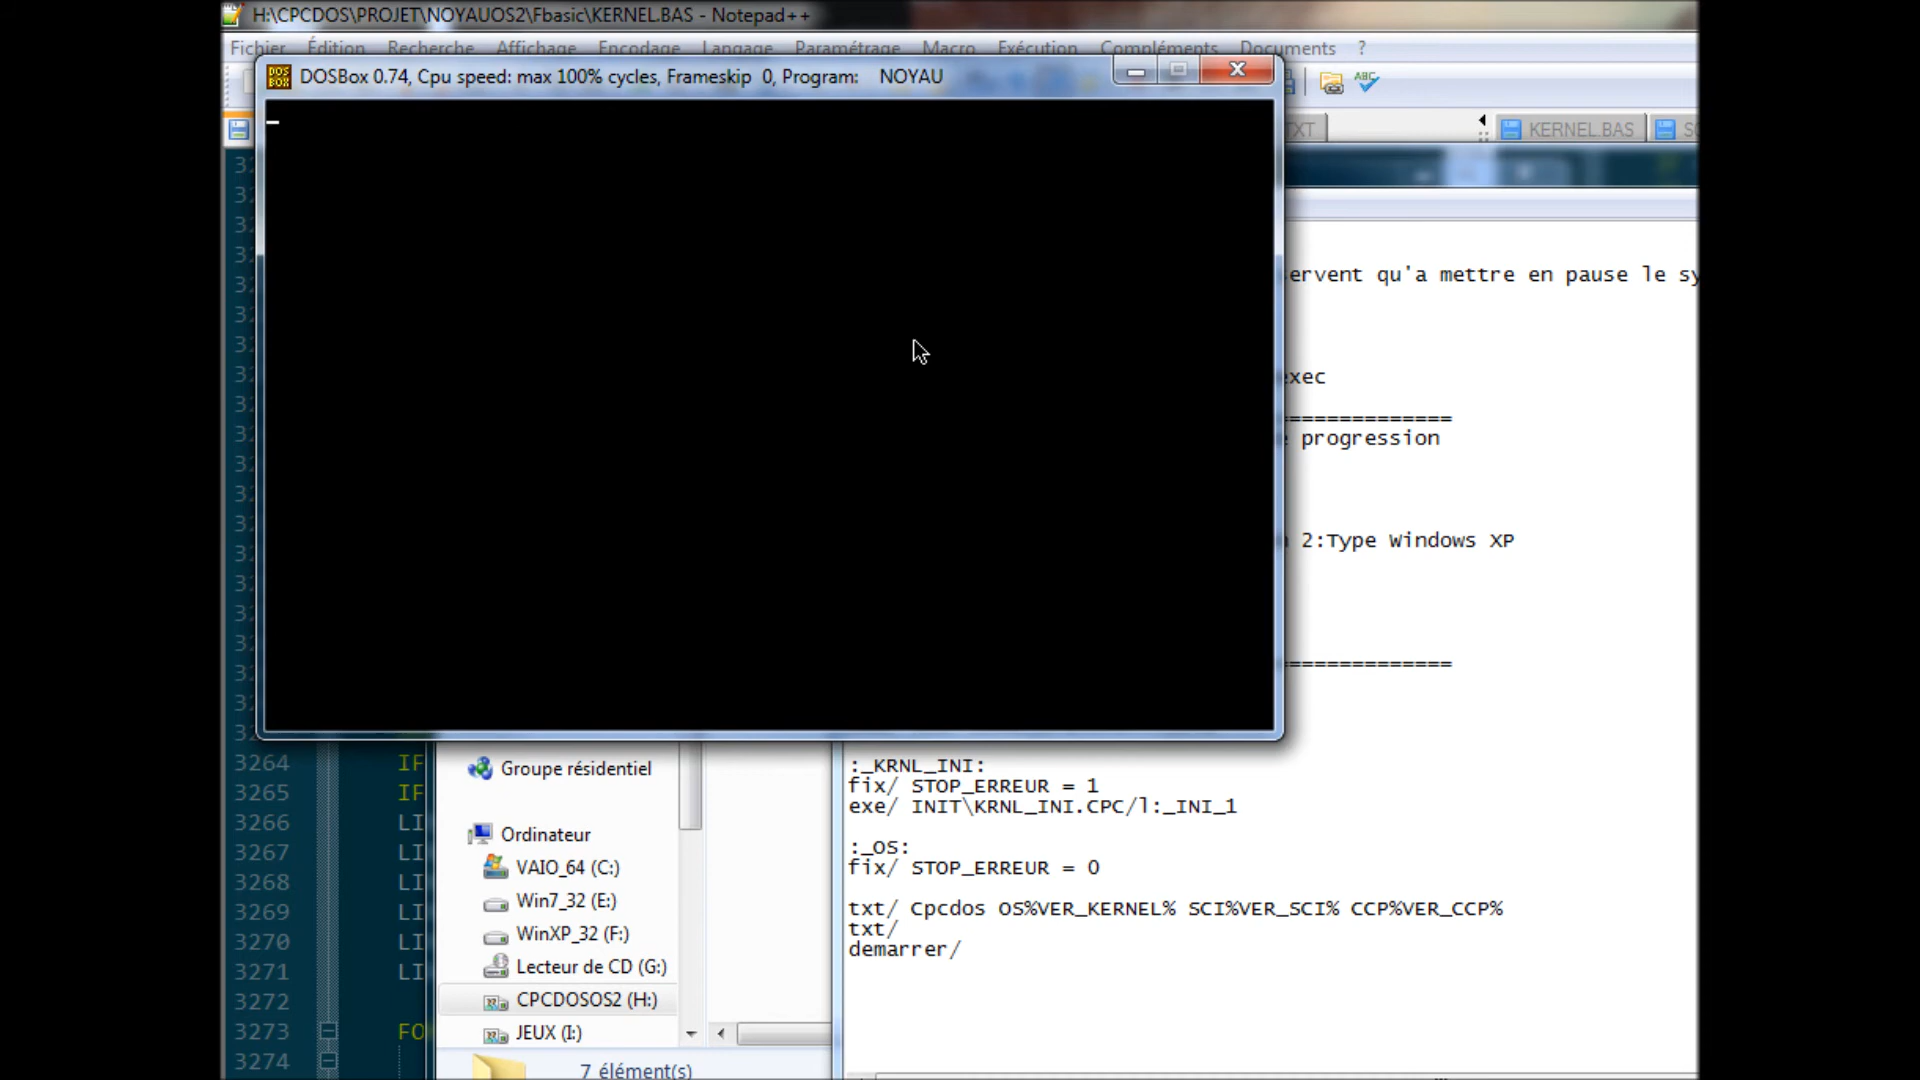 H:\CPCDOS\PROJET\NOYAUOS2\Fbasic\KERNEL.BAS - Notepad++
Fichier Édition Recherche Affichage Encodage Langage Paramétrage Macro Exécution Compléments Documents ?
DOSBox 0.74, Cpu speed: max 100% cycles, Frameskip 0, Program: NOYAU
ABC
TXT
KERNEL.BAS
ervent qu'a mettre en pause le sy
exec
==============
progression
2:Type Windows XP
==============
3264 IF
3265 IF
3266 LI
3267 LI
3268 LI
3269 LI
3270 LI
3271 LI
3272
3273 FO
3274
Groupe résidentiel
Ordinateur
VAIO_64 (C:)
Win7_32 (E:)
WinXP_32 (F:)
Lecteur de CD (G:)
CPCDOSOS2 (H:)
JEUX (I:)
7 élément(s)
:_KRNL_INI:
fix/ STOP_ERREUR = 1
exe/ INIT\KRNL_INI.CPC/l:_INI_1
:_OS:
fix/ STOP_ERREUR = 0
txt/ Cpcdos OS%VER_KERNEL% SCI%VER_SCI% CCP%VER_CCP%
txt/
demarrer/